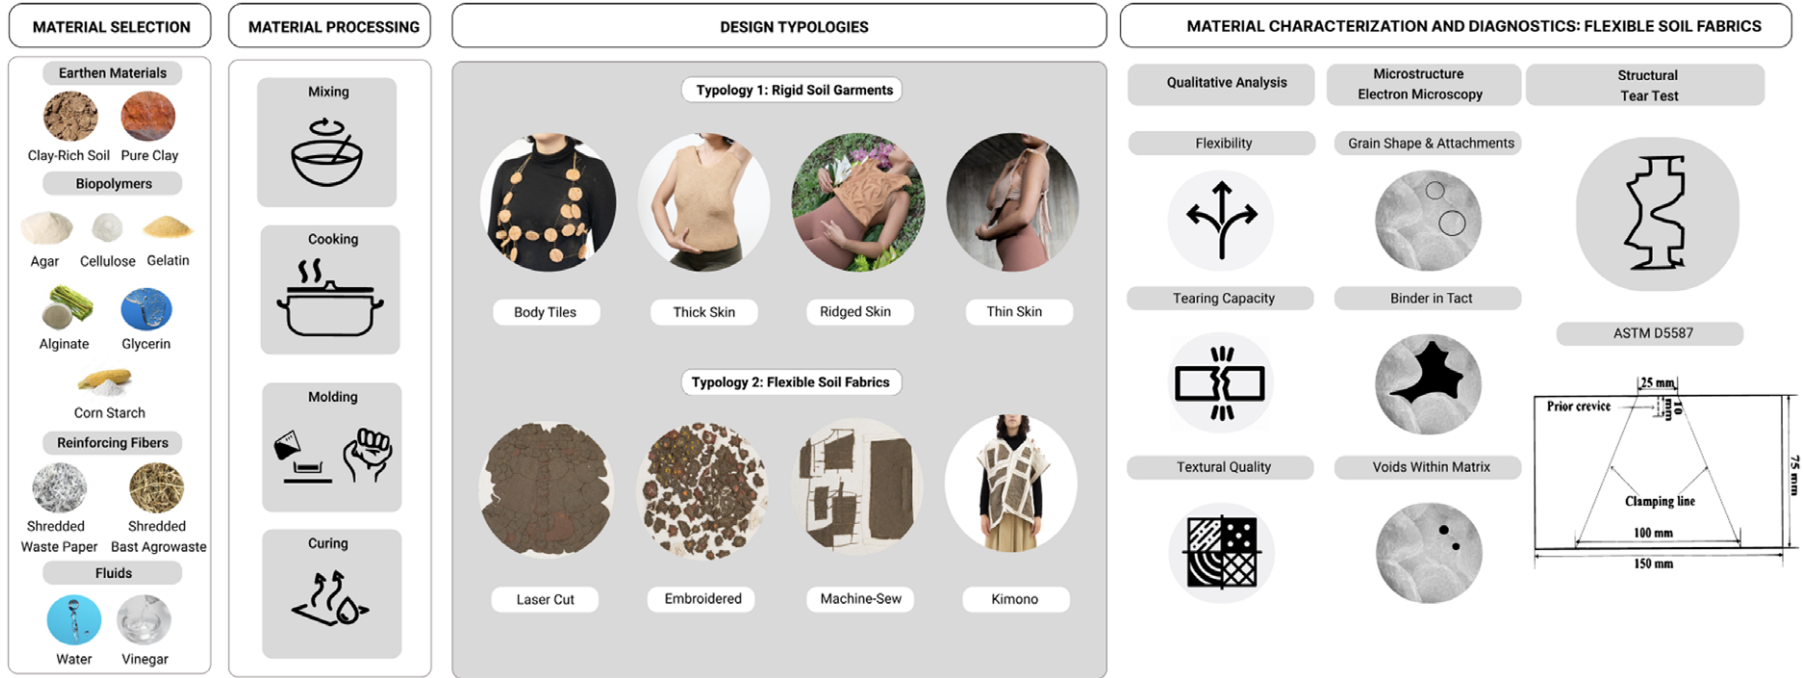 MATERIAL SELECTION
Earthen Materials
Clay-Rich Soil
Pure Clay
Biopolymers
Agar
Cellulose
Gelatin
Alginate
Glycerin
Corn Starch
Reinforcing Fibers
Shredded
Waste Paper
Shredded
Bast Agrowaste
Fluids
Water
Vinegar
MATERIAL PROCESSING
Mixing
Cooking
Molding
Curing
DESIGN TYPOLOGIES
Typology 1: Rigid Soil Garments
Body Tiles
Thick Skin
Ridged Skin
Thin Skin
Typology 2: Flexible Soil Fabrics
Laser Cut
Embroidered
Machine-Sew
Kimono
MATERIAL CHARACTERIZATION AND DIAGNOSTICS: FLEXIBLE SOIL FABRICS
Qualitative Analysis
Flexibility
Tearing Capacity
Textural Quality
Microstructure
Electron Microscopy
Grain Shape & Attachments
Binder in Tact
Voids Within Matrix
Structural
Tear Test
ASTM D5587
25 mm
Prior crevice
10
mm
75 mm
Clamping line
100 mm
150 mm